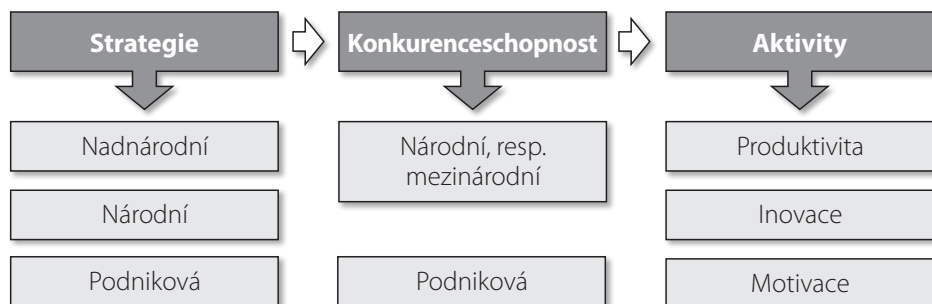 Strategie
Konkurenceschopnost
Aktivity
Nadnárodní
Národní, resp.
mezinárodní
Produktivita
Národní
Inovace
Podniková
Podniková
Motivace